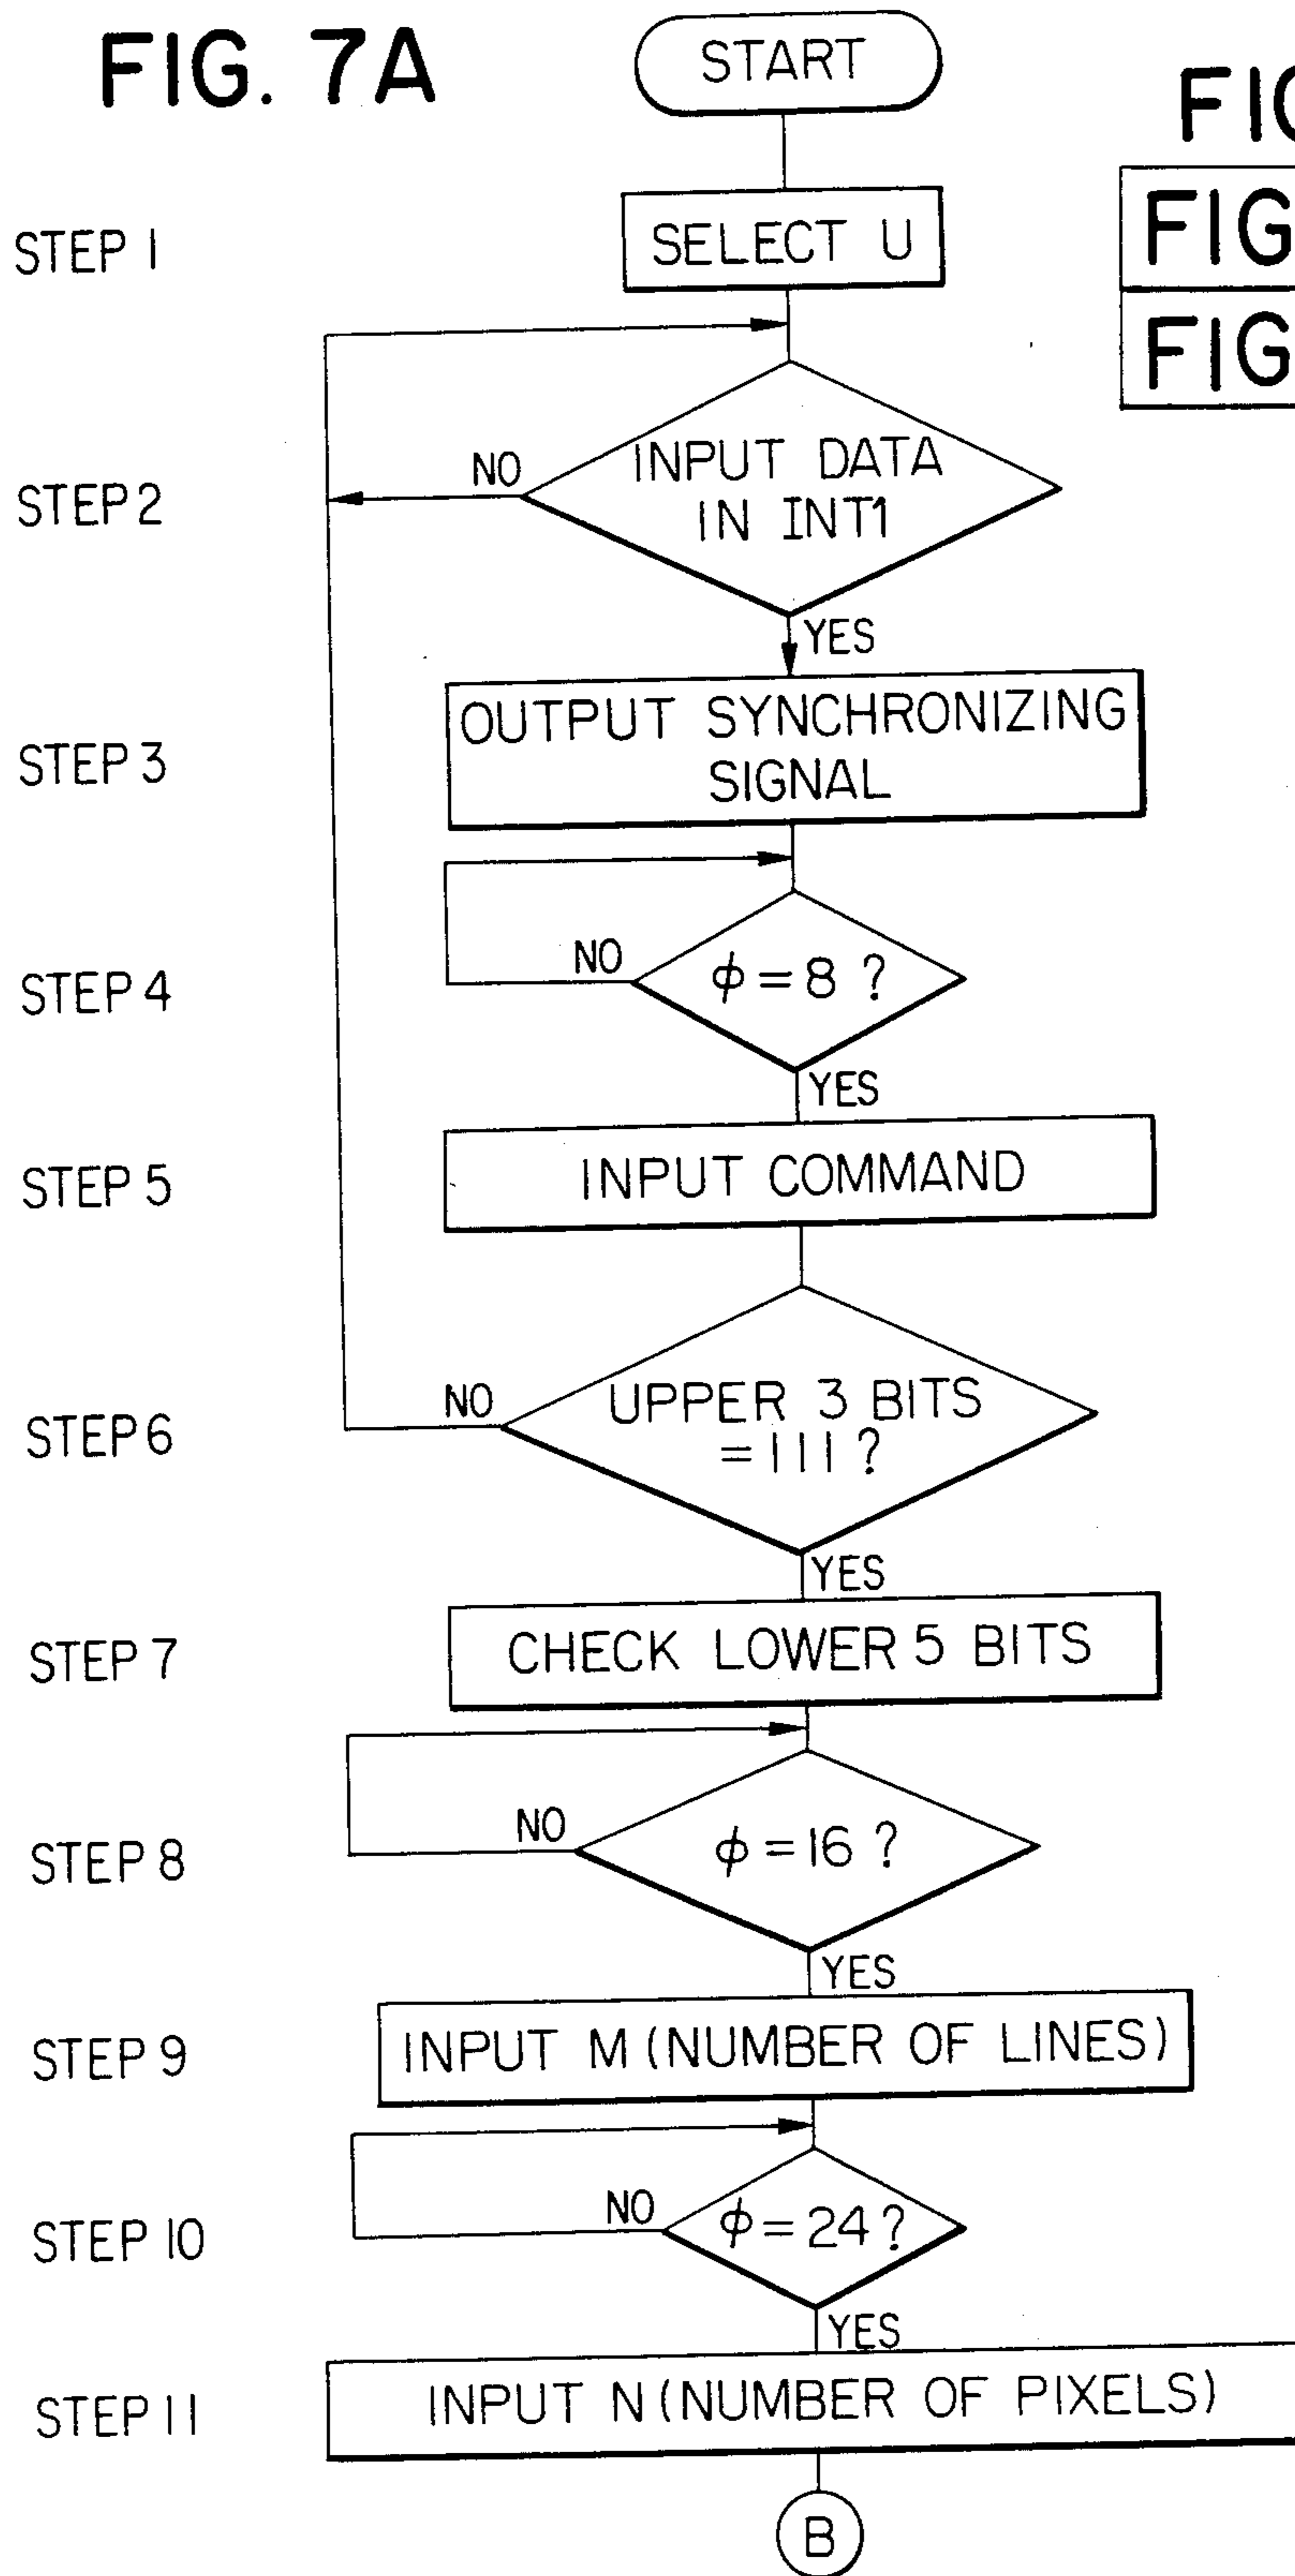 FIG. 7A
START
FIG
FIG
FIG
STEP 1
SELECT U
STEP 2
NO
INPUT DATA
IN INT1
YES
STEP 3
OUTPUT SYNCHRONIZING
SIGNAL
STEP 4
NO
φ = 8 ?
YES
STEP 5
INPUT COMMAND
STEP 6
NO
UPPER 3 BITS
= 111 ?
YES
STEP 7
CHECK LOWER 5 BITS
STEP 8
NO
φ = 16 ?
YES
STEP 9
INPUT M (NUMBER OF LINES)
STEP 10
NO
φ = 24 ?
YES
STEP 11
INPUT N (NUMBER OF PIXELS)
B